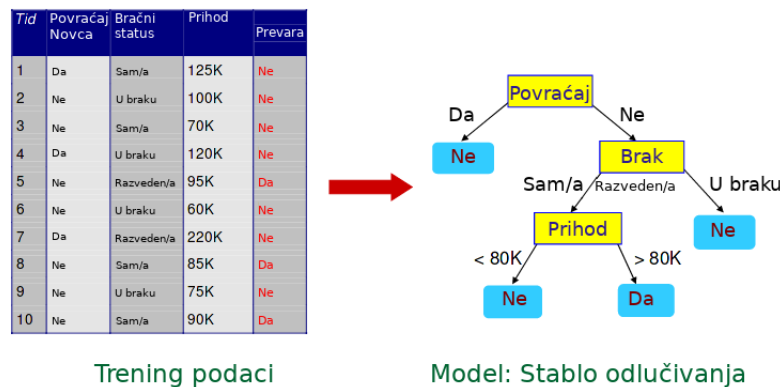 Tid Povraćaj Novca Bračni status Prihod Prevara
1 Da Sam/a 125K Ne
2 Ne U braku 100K Ne
3 Ne Sam/a 70K Ne
4 Da U braku 120K Ne
5 Ne Razveden/a 95K Da
6 Ne U braku 60K Ne
7 Da Razveden/a 220K Ne
8 Ne Sam/a 85K Da
9 Ne U braku 75K Ne
10 Ne Sam/a 90K Da
Trening podaci
Povraćaj
Da Ne
Ne Brak
Sam/a Razveden/a U braku
Prihod Ne
< 80K > 80K
Ne Da
Model: Stablo odlučivanja